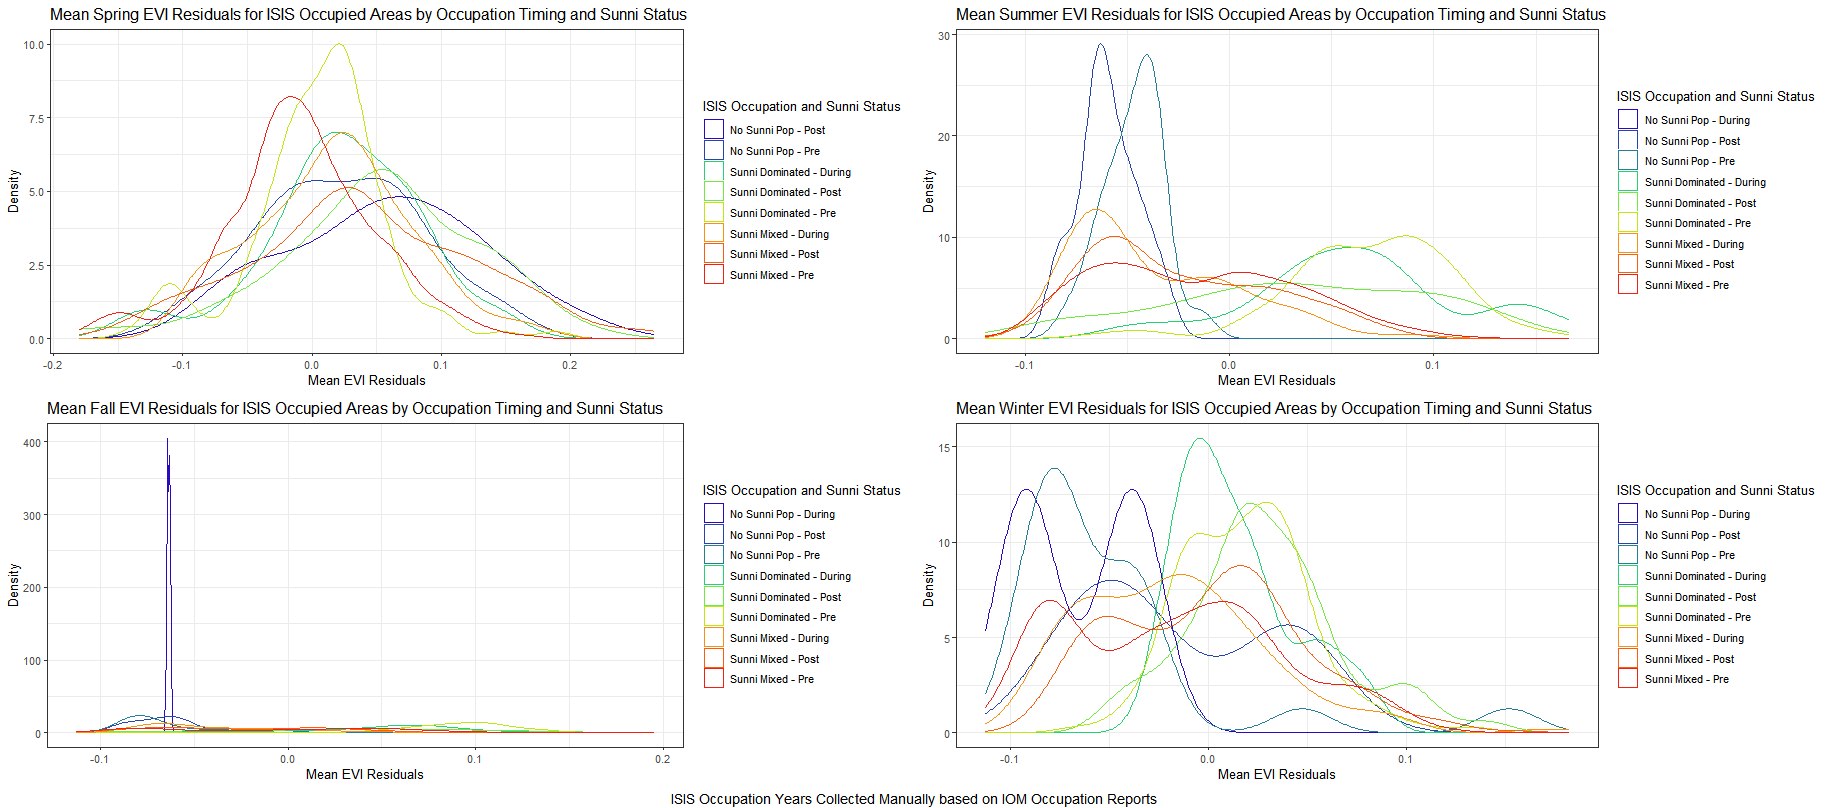 Mean Spring EVI Residuals for ISIS Occupied Areas by Occupation Timing and Sunni Status
10.0
7.5
5.0
2.5
0.0
Density
-0.2 -0.1 0.0 0.1 0.2
Mean EVI Residuals
ISIS Occupation and Sunni Status
No Sunni Pop - Post
No Sunni Pop - Pre
Sunni Dominated - During
Sunni Dominated - Post
Sunni Dominated - Pre
Sunni Mixed - During
Sunni Mixed - Post
Sunni Mixed - Pre
Mean Summer EVI Residuals for ISIS Occupied Areas by Occupation Timing and Sunni Status
30
20
10
0
Density
-0.1 0.0 0.1
Mean EVI Residuals
ISIS Occupation and Sunni Status
No Sunni Pop - During
No Sunni Pop - Post
No Sunni Pop - Pre
Sunni Dominated - During
Sunni Dominated - Post
Sunni Dominated - Pre
Sunni Mixed - During
Sunni Mixed - Post
Sunni Mixed - Pre
Mean Fall EVI Residuals for ISIS Occupied Areas by Occupation Timing and Sunni Status
400
300
200
100
0
Density
-0.1 0.0 0.1 0.2
Mean EVI Residuals
ISIS Occupation and Sunni Status
No Sunni Pop - During
No Sunni Pop - Post
No Sunni Pop - Pre
Sunni Dominated - During
Sunni Dominated - Post
Sunni Dominated - Pre
Sunni Mixed - During
Sunni Mixed - Post
Sunni Mixed - Pre
Mean Winter EVI Residuals for ISIS Occupied Areas by Occupation Timing and Sunni Status
15
10
5
0
Density
-0.1 0.0 0.1
Mean EVI Residuals
ISIS Occupation and Sunni Status
No Sunni Pop - During
No Sunni Pop - Post
No Sunni Pop - Pre
Sunni Dominated - During
Sunni Dominated - Post
Sunni Dominated - Pre
Sunni Mixed - During
Sunni Mixed - Post
Sunni Mixed - Pre
ISIS Occupation Years Collected Manually based on IOM Occupation Reports